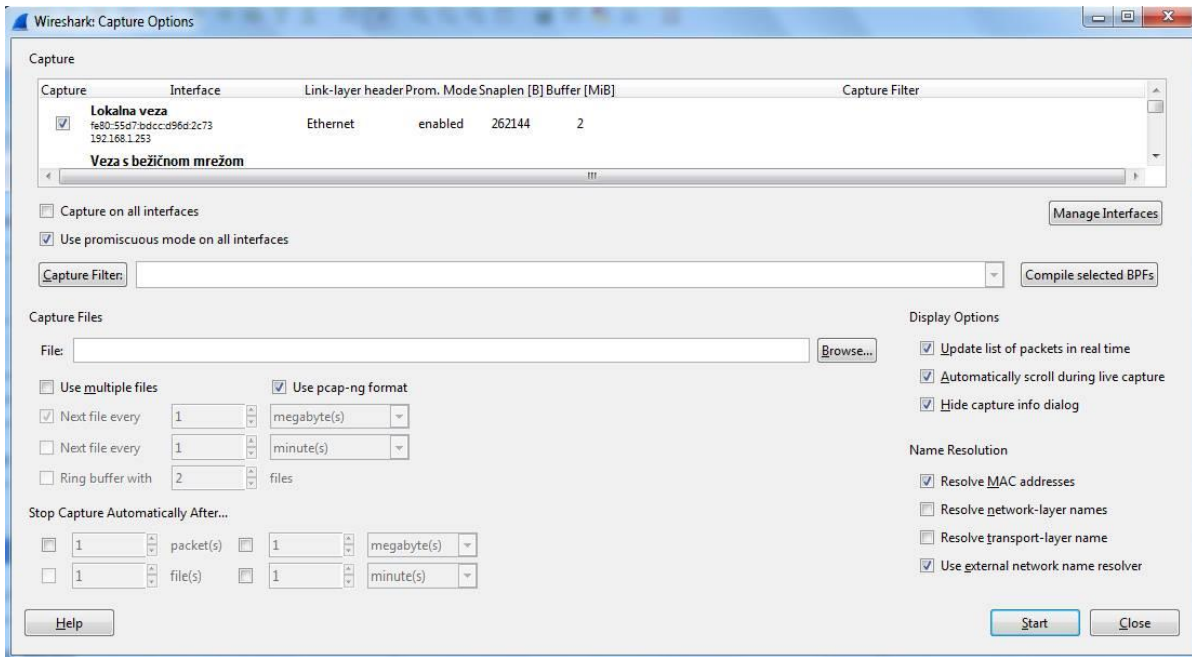 Wireshark: Capture Options
Capture
Capture Interface Link-layer header Prom. Mode Snaplen [B] Buffer [MiB] Capture Filter
Lokalna veza
fe80::55d7:bdcc:d96d:2c73
192.168.1.253
Ethernet enabled 262144 2
Veza s bežičnom mrežom
Capture on all interfaces
Manage Interfaces
Use promiscuous mode on all interfaces
Capture Filter:
Compile selected BPFs
Capture Files
File:
Browse...
Use multiple files
Use pcap-ng format
Next file every 1 megabyte(s)
Next file every 1 minute(s)
Ring buffer with 2 files
Stop Capture Automatically After...
1 packet(s) 1 megabyte(s)
1 file(s) 1 minute(s)
Display Options
Update list of packets in real time
Automatically scroll during live capture
Hide capture info dialog
Name Resolution
Resolve MAC addresses
Resolve network-layer names
Resolve transport-layer name
Use external network name resolver
Help
Start
Close